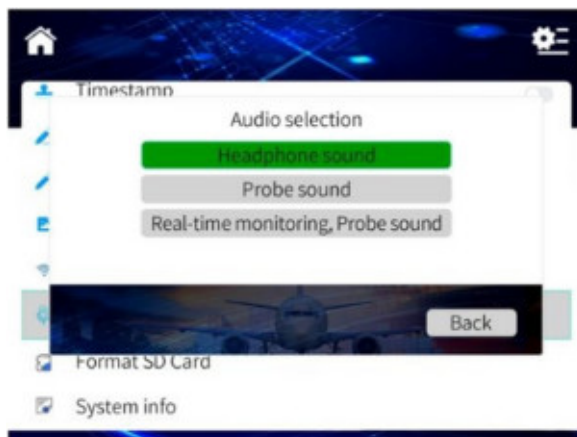 Timestamp
Audio selection
Headphone sound
Probe sound
Real-time monitoring, Probe sound
Back
Format SD Card
System info